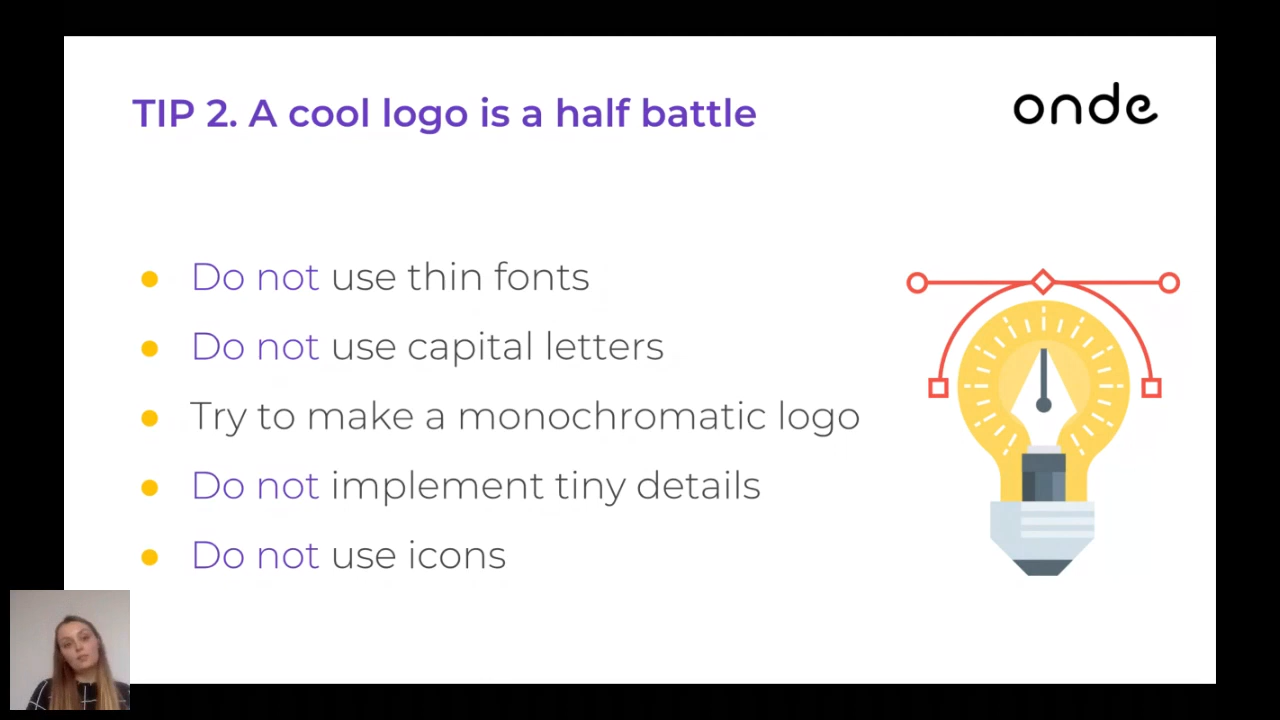 TIP 2. A cool logo is a half battle
onde
Do not use thin fonts
Do not use capital letters
Try to make a monochromatic logo
Do not implement tiny details
Do not use icons